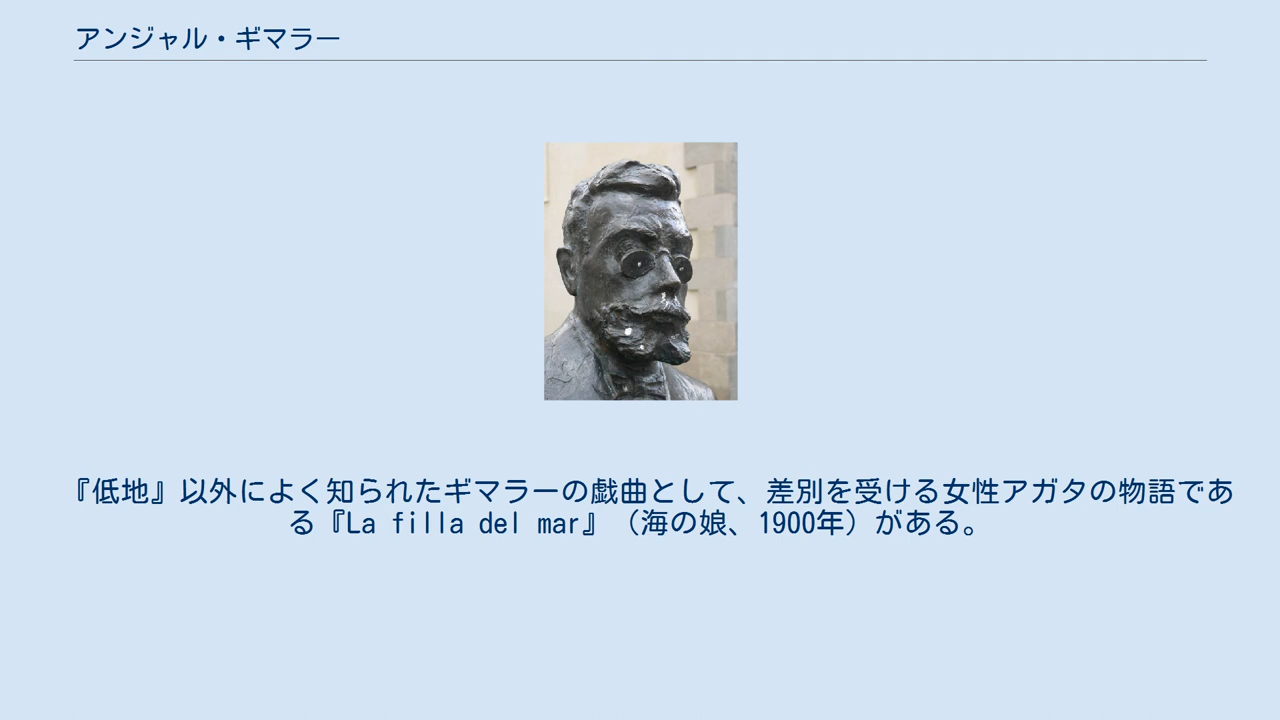 アンジャル・ギマラー
『低地』以外によく知られたギマラーの戯曲として、差別を受ける女性アガタの物語であ
る『La filla del mar』（海の娘、1900年）がある。